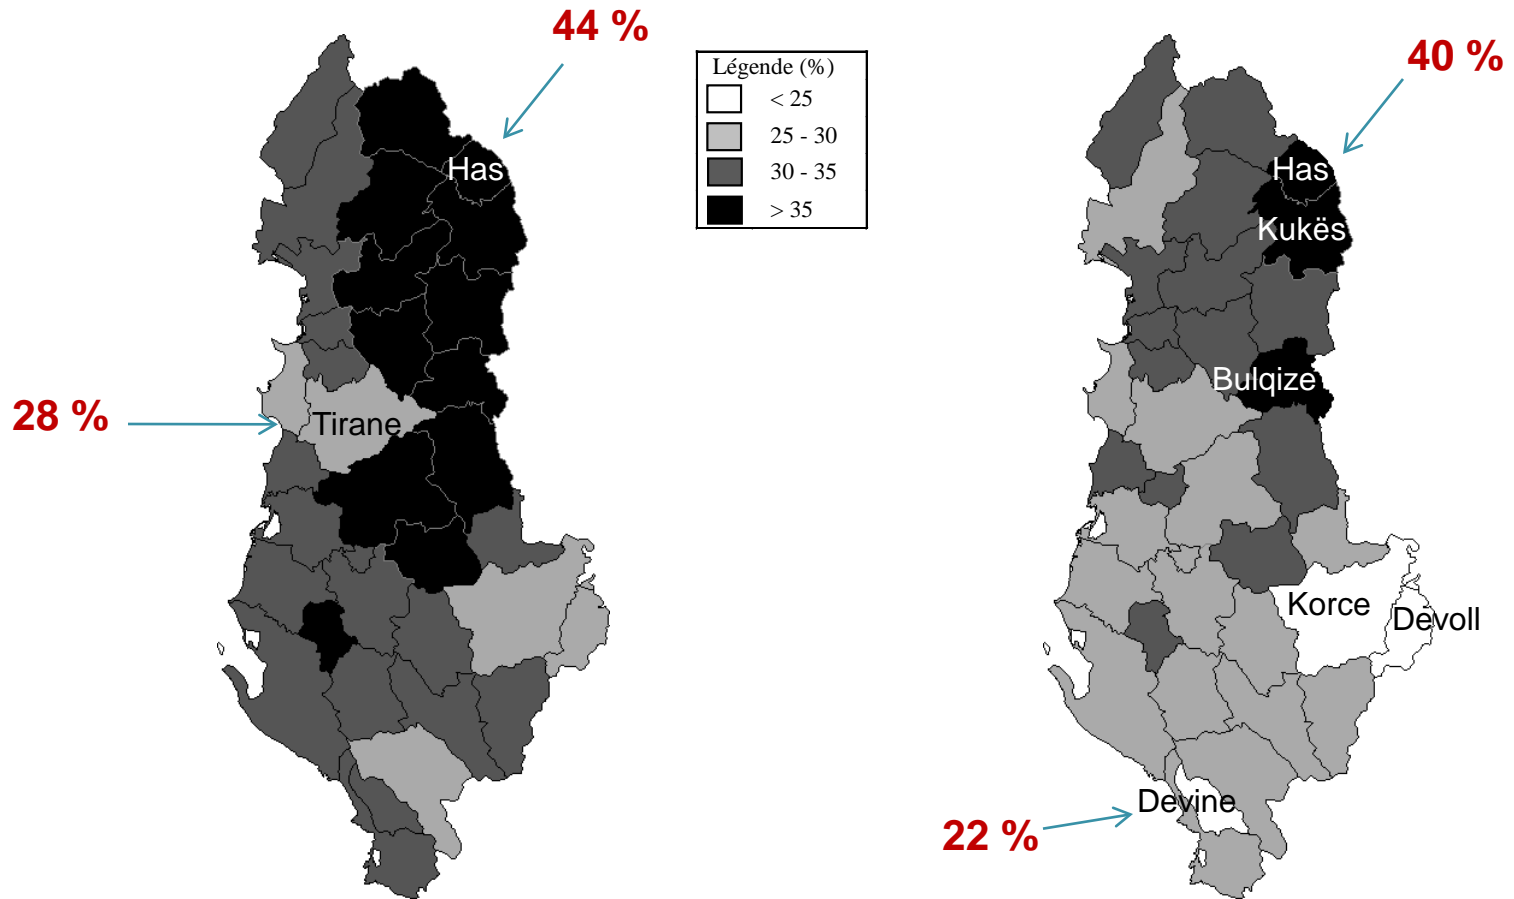 44 %
Has
28 %
Tirane
Légende (%)
< 25
25 - 30
30 - 35
> 35
40 %
Has
Kukës
Bulqize
Korce
Devoll
Devine
22 %